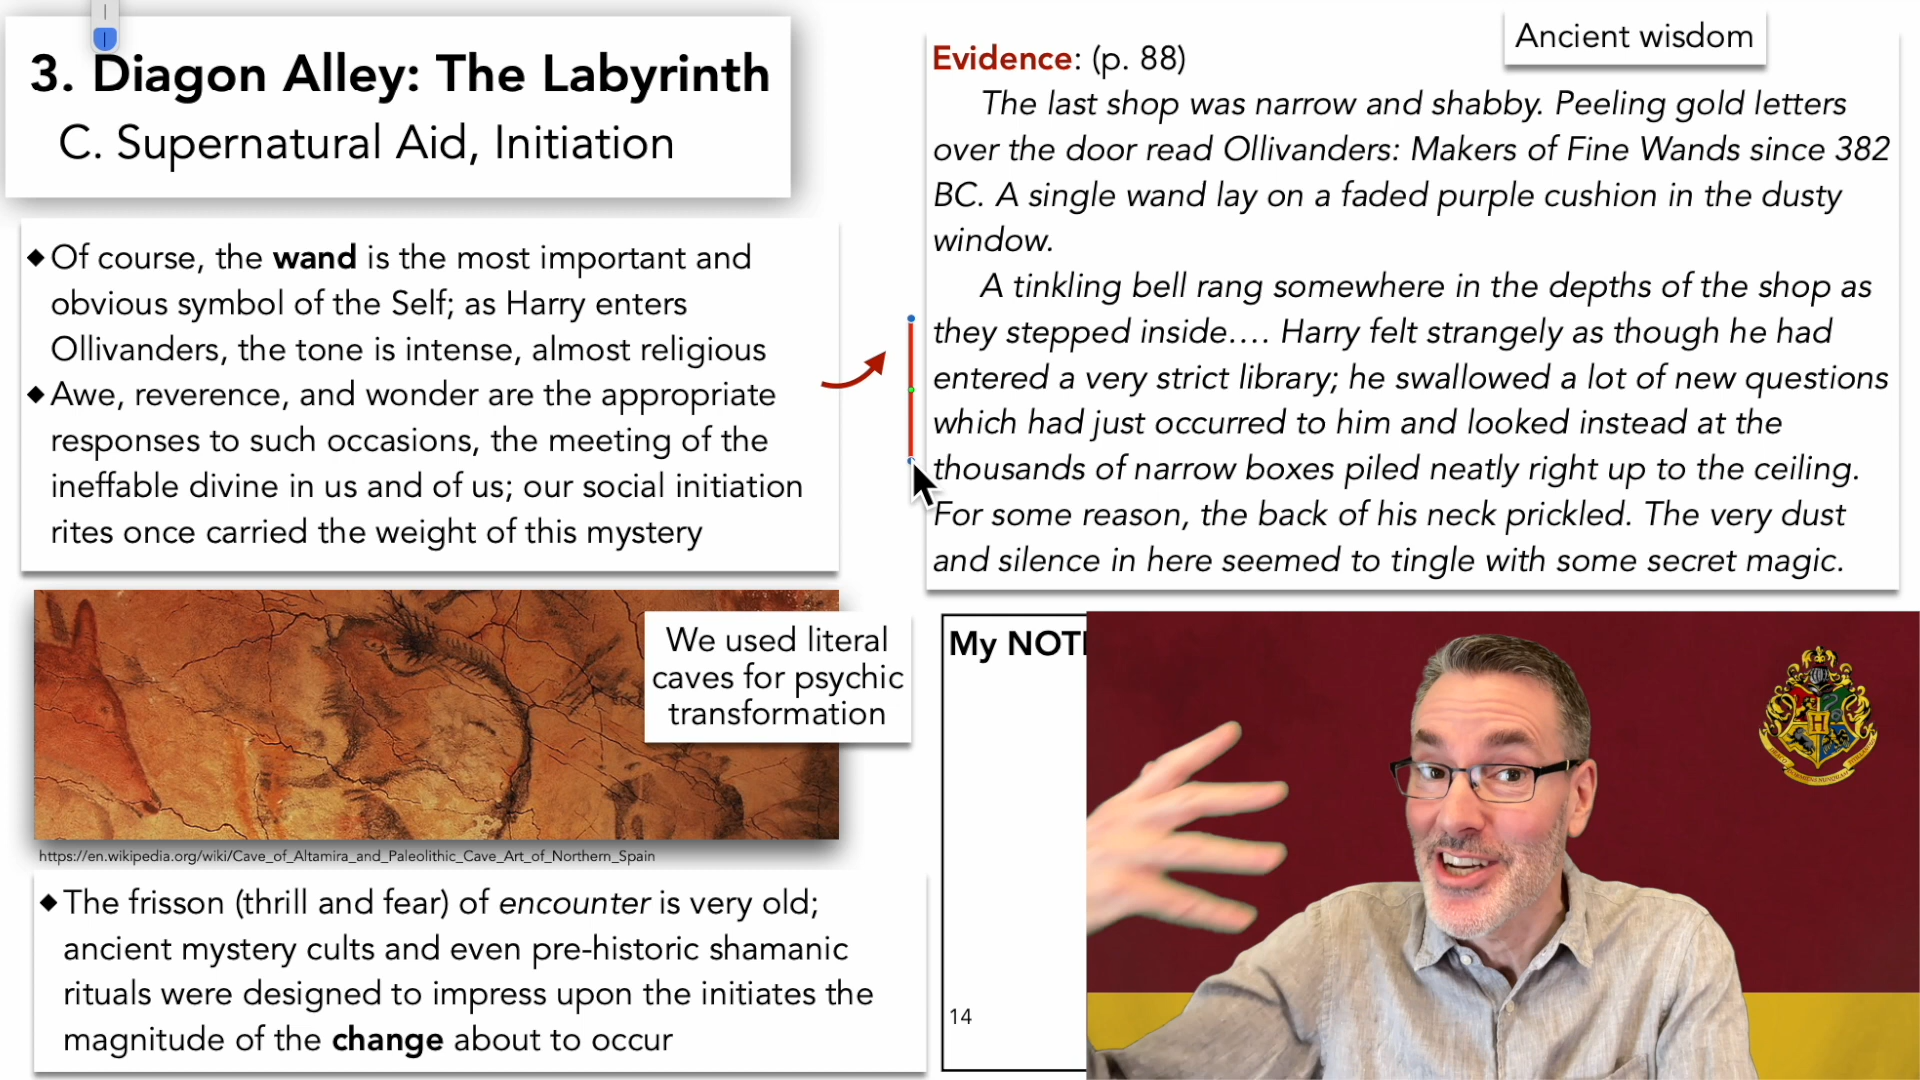 3. Diagon Alley: The Labyrinth
C. Supernatural Aid, Initiation
◆Of course, the wand is the most important and
obvious symbol of the Self; as Harry enters
Ollivanders, the tone is intense, almost religious
◆Awe, reverence, and wonder are the appropriate
responses to such occasions, the meeting of the
ineffable divine in us and of us; our social initiation
rites once carried the weight of this mystery
We used literal
caves for psychic
transformation
https://en.wikipedia.org/wiki/Cave_of_Altamira_and_Paleolithic_Cave_Art_of_Northern_Spain
◆The frisson (thrill and fear) of encounter is very old;
ancient mystery cults and even pre-historic shamanic
rituals were designed to impress upon the initiates the
magnitude of the change about to occur
Ancient wisdom
Evidence: (p. 88)
The last shop was narrow and shabby. Peeling gold letters
over the door read Ollivanders: Makers of Fine Wands since 382
BC. A single wand lay on a faded purple cushion in the dusty
window.
A tinkling bell rang somewhere in the depths of the shop as
they stepped inside…. Harry felt strangely as though he had
entered a very strict library; he swallowed a lot of new questions
which had just occurred to him and looked instead at the
thousands of narrow boxes piled neatly right up to the ceiling.
For some reason, the back of his neck prickled. The very dust
and silence in here seemed to tingle with some secret magic.
My NOT
14
H